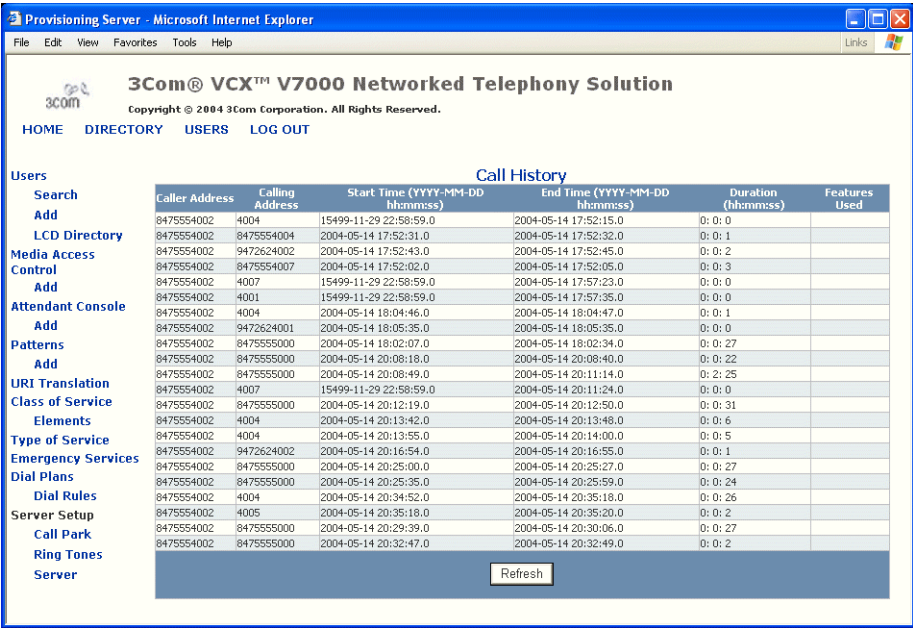 Provisioning Server - Microsoft Internet Explorer
File Edit View Favorites Tools Help Links
3com
3Com® VCX™ V7000 Networked Telephony Solution
Copyright © 2004 3Com Corporation. All Rights Reserved.
HOME DIRECTORY USERS LOG OUT
Users
Search
Add
LCD Directory
Media Access
Control
Add
Attendant Console
Add
Patterns
Add
URI Translation
Class of Service
Elements
Type of Service
Emergency Services
Dial Plans
Dial Rules
Server Setup
Call Park
Ring Tones
Server
Call History
Caller Address Calling Address Start Time (YYYY-MM-DD hh:mm:ss) End Time (YYYY-MM-DD hh:mm:ss) Duration (hh:mm:ss) Features Used
8475554002 4004 15499-11-29 22:58:59.0 2004-05-14 17:52:15.0 0: 0: 0
8475554002 8475554004 2004-05-14 17:52:31.0 2004-05-14 17:52:32.0 0: 0: 1
8475554002 9472624002 2004-05-14 17:52:43.0 2004-05-14 17:52:45.0 0: 0: 2
8475554002 8475554007 2004-05-14 17:52:02.0 2004-05-14 17:52:05.0 0: 0: 3
8475554002 4007 15499-11-29 22:58:59.0 2004-05-14 17:57:23.0 0: 0: 0
8475554002 4001 15499-11-29 22:58:59.0 2004-05-14 17:57:35.0 0: 0: 0
8475554002 4004 2004-05-14 18:04:46.0 2004-05-14 18:04:47.0 0: 0: 1
8475554002 9472624001 2004-05-14 18:05:35.0 2004-05-14 18:05:35.0 0: 0: 0
8475554002 8475555000 2004-05-14 18:02:07.0 2004-05-14 18:02:34.0 0: 0: 27
8475554002 8475555000 2004-05-14 20:08:18.0 2004-05-14 20:08:40.0 0: 0: 22
8475554002 8475555000 2004-05-14 20:08:49.0 2004-05-14 20:11:14.0 0: 2: 25
8475554002 4007 15499-11-29 22:58:59.0 2004-05-14 20:11:24.0 0: 0: 0
8475554002 8475555000 2004-05-14 20:12:19.0 2004-05-14 20:12:50.0 0: 0: 31
8475554002 4004 2004-05-14 20:13:42.0 2004-05-14 20:13:48.0 0: 0: 6
8475554002 4004 2004-05-14 20:13:55.0 2004-05-14 20:14:00.0 0: 0: 5
8475554002 9472624002 2004-05-14 20:16:54.0 2004-05-14 20:16:55.0 0: 0: 1
8475554002 8475555000 2004-05-14 20:25:00.0 2004-05-14 20:25:27.0 0: 0: 27
8475554002 8475555000 2004-05-14 20:25:35.0 2004-05-14 20:25:59.0 0: 0: 24
8475554002 4004 2004-05-14 20:34:52.0 2004-05-14 20:35:18.0 0: 0: 26
8475554002 4005 2004-05-14 20:35:18.0 2004-05-14 20:35:20.0 0: 0: 2
8475554002 8475555000 2004-05-14 20:29:39.0 2004-05-14 20:30:06.0 0: 0: 27
8475554002 8475555000 2004-05-14 20:32:47.0 2004-05-14 20:32:49.0 0: 0: 2
Refresh